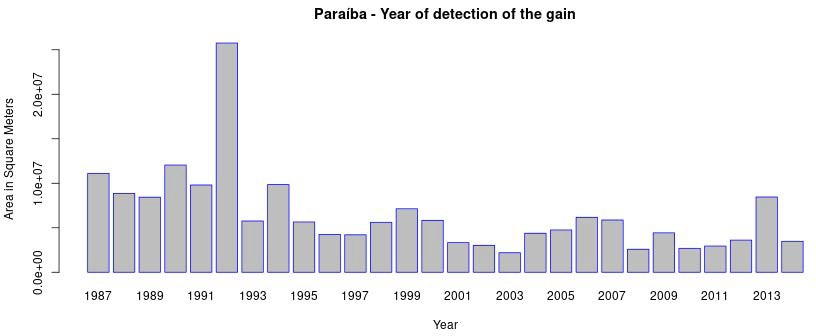 Paraíba - Year of detection of the gain
Area in Square Meters
2.0e+07
1.0e+07
0.0e+00
1987 1989 1991 1993 1995 1997 1999 2001 2003 2005 2007 2009 2011 2013
Year